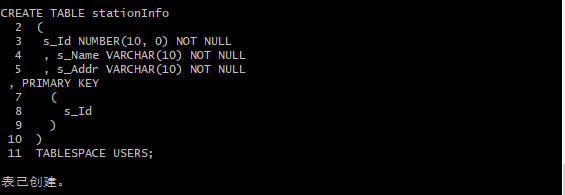 CREATE TABLE stationInfo
2 (
3 s_Id NUMBER(10, 0) NOT NULL
4 , s_Name VARCHAR(10) NOT NULL
5 , s_Addr VARCHAR(10) NOT NULL
, PRIMARY KEY
7 (
8 s_Id
9 )
10 )
11 TABLESPACE USERS;
表已创建。